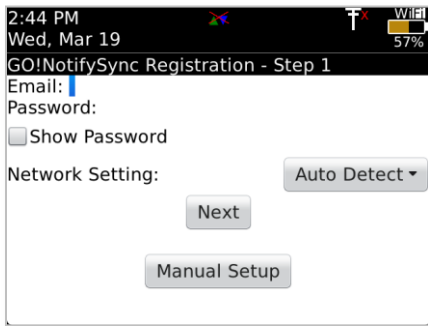 2:44 PM
WiFi
Wed, Mar 19
57%
GO!NotifySync Registration - Step 1
Email:
Password:
Show Password
Network Setting: Auto Detect
Next
Manual Setup